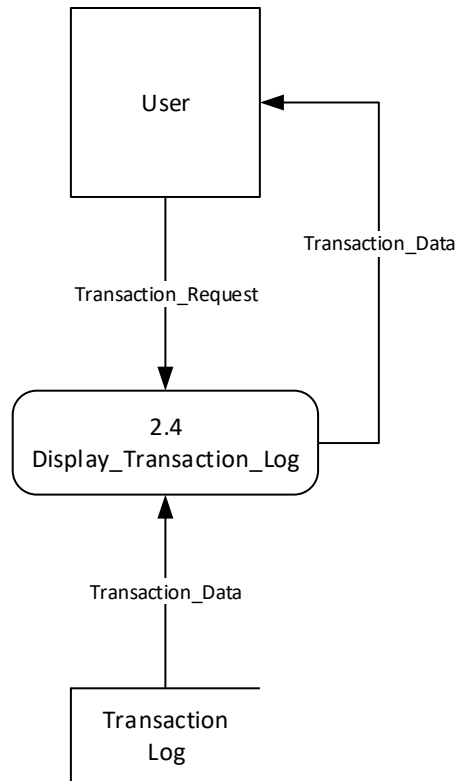 User
Transaction_Data
Transaction_Request
2.4
Display_Transaction_Log
Transaction_Data
Transaction
Log